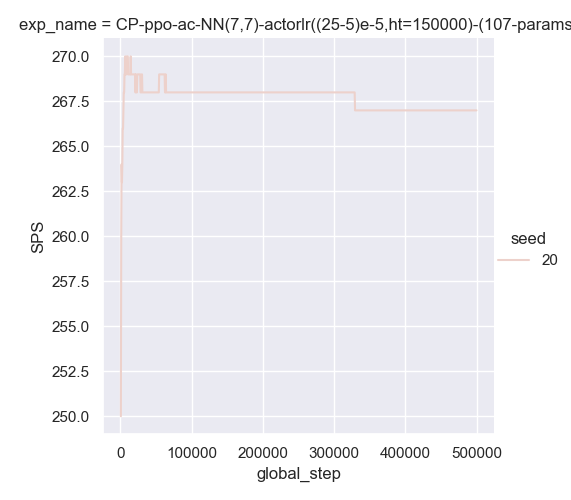 exp_name = CP-ppo-ac-NN(7,7)-actorlr((25-5)e-5,ht=150000)-(107-params
270.0
267.5
265.0
262.5
260.0
257.5
255.0
252.5
250.0
SPS
seed
20
0 100000 200000 300000 400000 500000
global_step